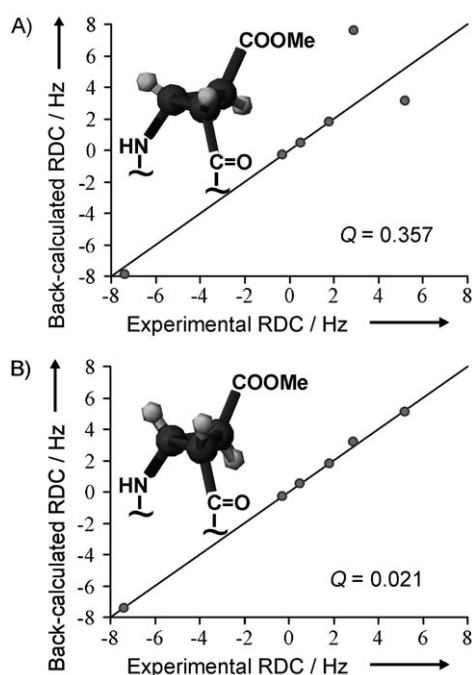 A)
Back-calculated RDC / Hz
8
6
4
2
0
-2
-4
-6
-8
COOMe
HN
C=O
Q = 0.357
-8 -6 -4 -2 0 2 4 6 8
Experimental RDC / Hz
B)
Back-calculated RDC / Hz
8
6
4
2
0
-2
-4
-6
-8
COOMe
HN
C=O
Q = 0.021
-8 -6 -4 -2 0 2 4 6 8
Experimental RDC / Hz